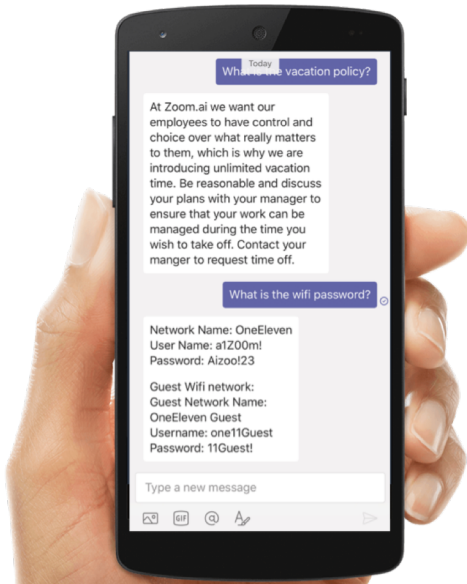 Today
What is the vacation policy?
At Zoom.ai we want our
employees to have control and
choice over what really matters
to them, which is why we are
introducing unlimited vacation
time. Be reasonable and discuss
your plans with your manager to
ensure that your work can be
managed during the time you
wish to take off. Contact your
manger to request time off.
What is the wifi password?
Network Name: OneEleven
User Name: a1Z00m!
Password: Aizoo!23
Guest Wifi network:
Guest Network Name:
OneEleven Guest
Username: one11Guest
Password: 11Guest!
Type a new message
GIF